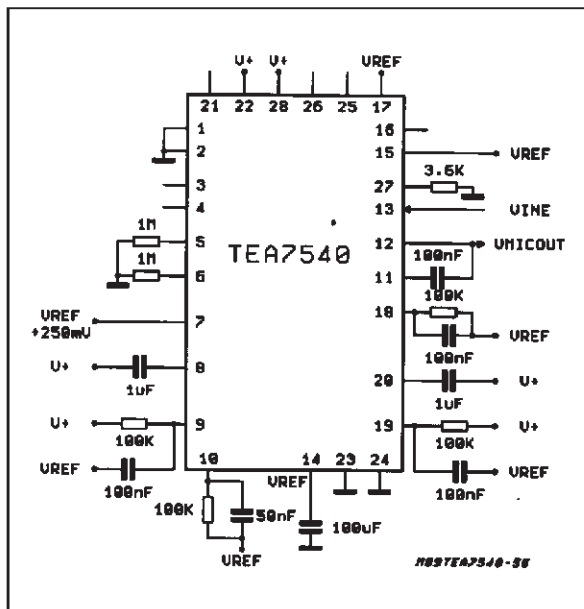 V+ V+ VREF
21 22 28 26 25 17
1 16
2 15 VREF
3 27 3.6K
4 13 VINE
1M 12 VMICOUT
5 TEA7540 100nF
1M 11
6 100K
18
VREF 7 VREF
+250mV 100nF
V+ 8 20 V+
1uF 1uF
V+ 9 19 V+
100K 100K
VREF 10 14 23 24 VREF
100nF VREF 100nF
100K 50nF 100uF
VREF
M89TEA7540-56